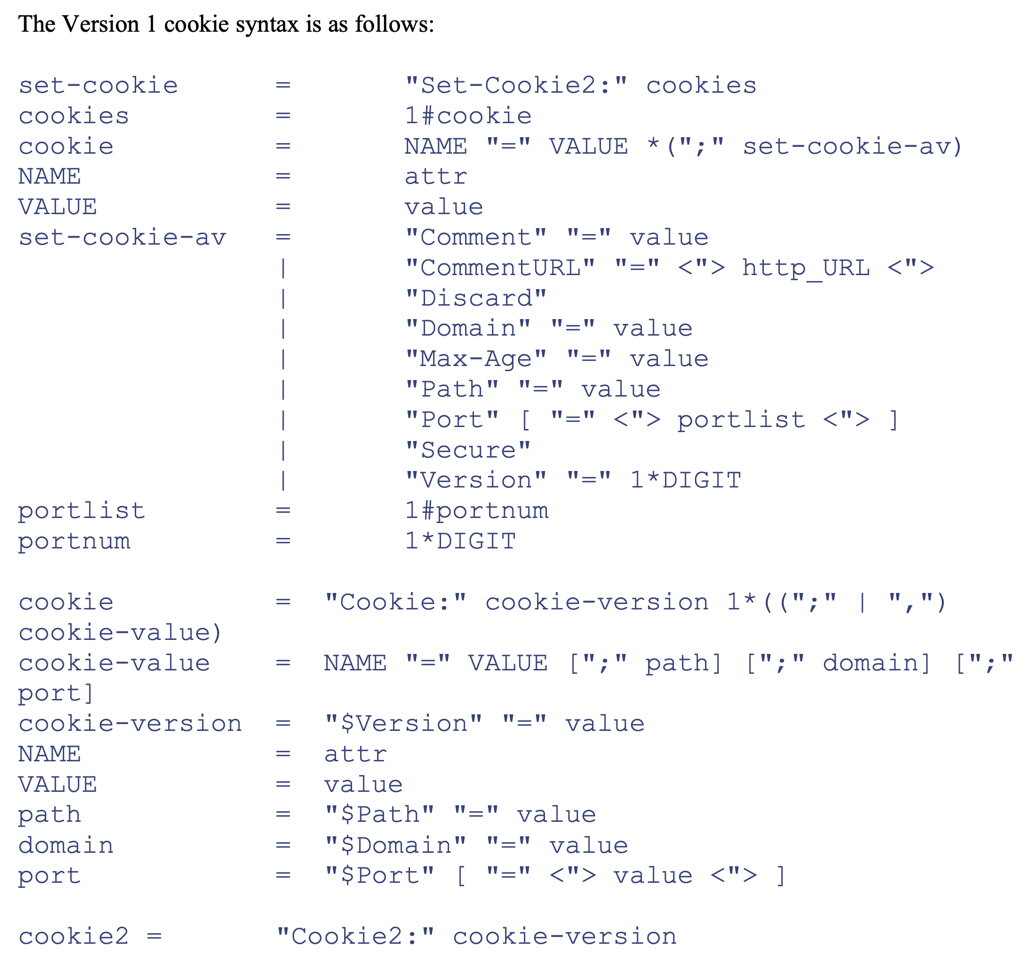 The Version 1 cookie syntax is as follows:
set-cookie = "Set-Cookie2:" cookies
cookies = 1#cookie
cookie = NAME "=" VALUE *(";" set-cookie-av)
NAME = attr
VALUE = value
set-cookie-av = "Comment" "=" value
| "CommentURL" "=" <"> http_URL <">
| "Discard"
| "Domain" "=" value
| "Max-Age" "=" value
| "Path" "=" value
| "Port" [ "=" <"> portlist <"> ]
| "Secure"
| "Version" "=" 1*DIGIT
portlist = 1#portnum
portnum = 1*DIGIT
cookie = "Cookie:" cookie-version 1*((";" | ",")
cookie-value)
cookie-value = NAME "=" VALUE [";" path] [";" domain] [";"
port]
cookie-version = "$Version" "=" value
NAME = attr
VALUE = value
path = "$Path" "=" value
domain = "$Domain" "=" value
port = "$Port" [ "=" <"> value <"> ]
cookie2 = "Cookie2:" cookie-version